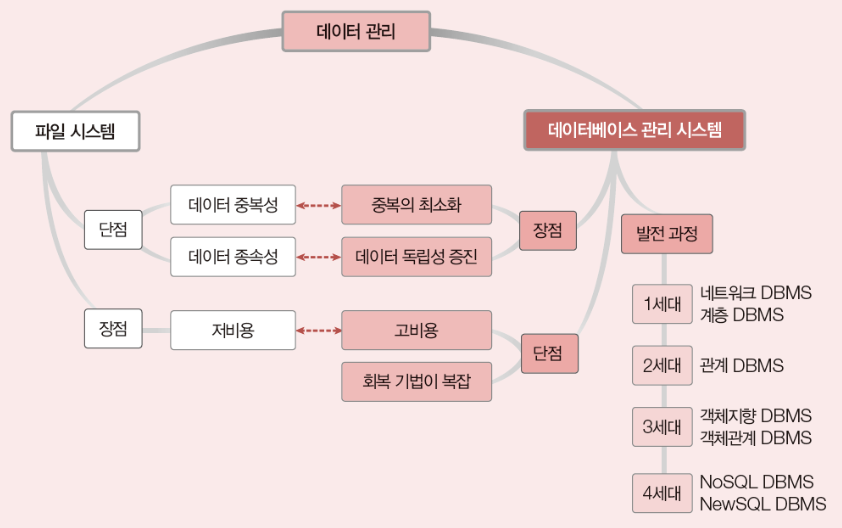 데이터 관리
파일 시스템
데이터베이스 관리 시스템
단점
데이터 중복성
중복의 최소화
장점
데이터 종속성
데이터 독립성 증진
장점
저비용
고비용
단점
회복 기법이 복잡
발전 과정
1세대
네트워크 DBMS
계층 DBMS
2세대
관계 DBMS
3세대
객체지향 DBMS
객체관계 DBMS
4세대
NoSQL DBMS
NewSQL DBMS